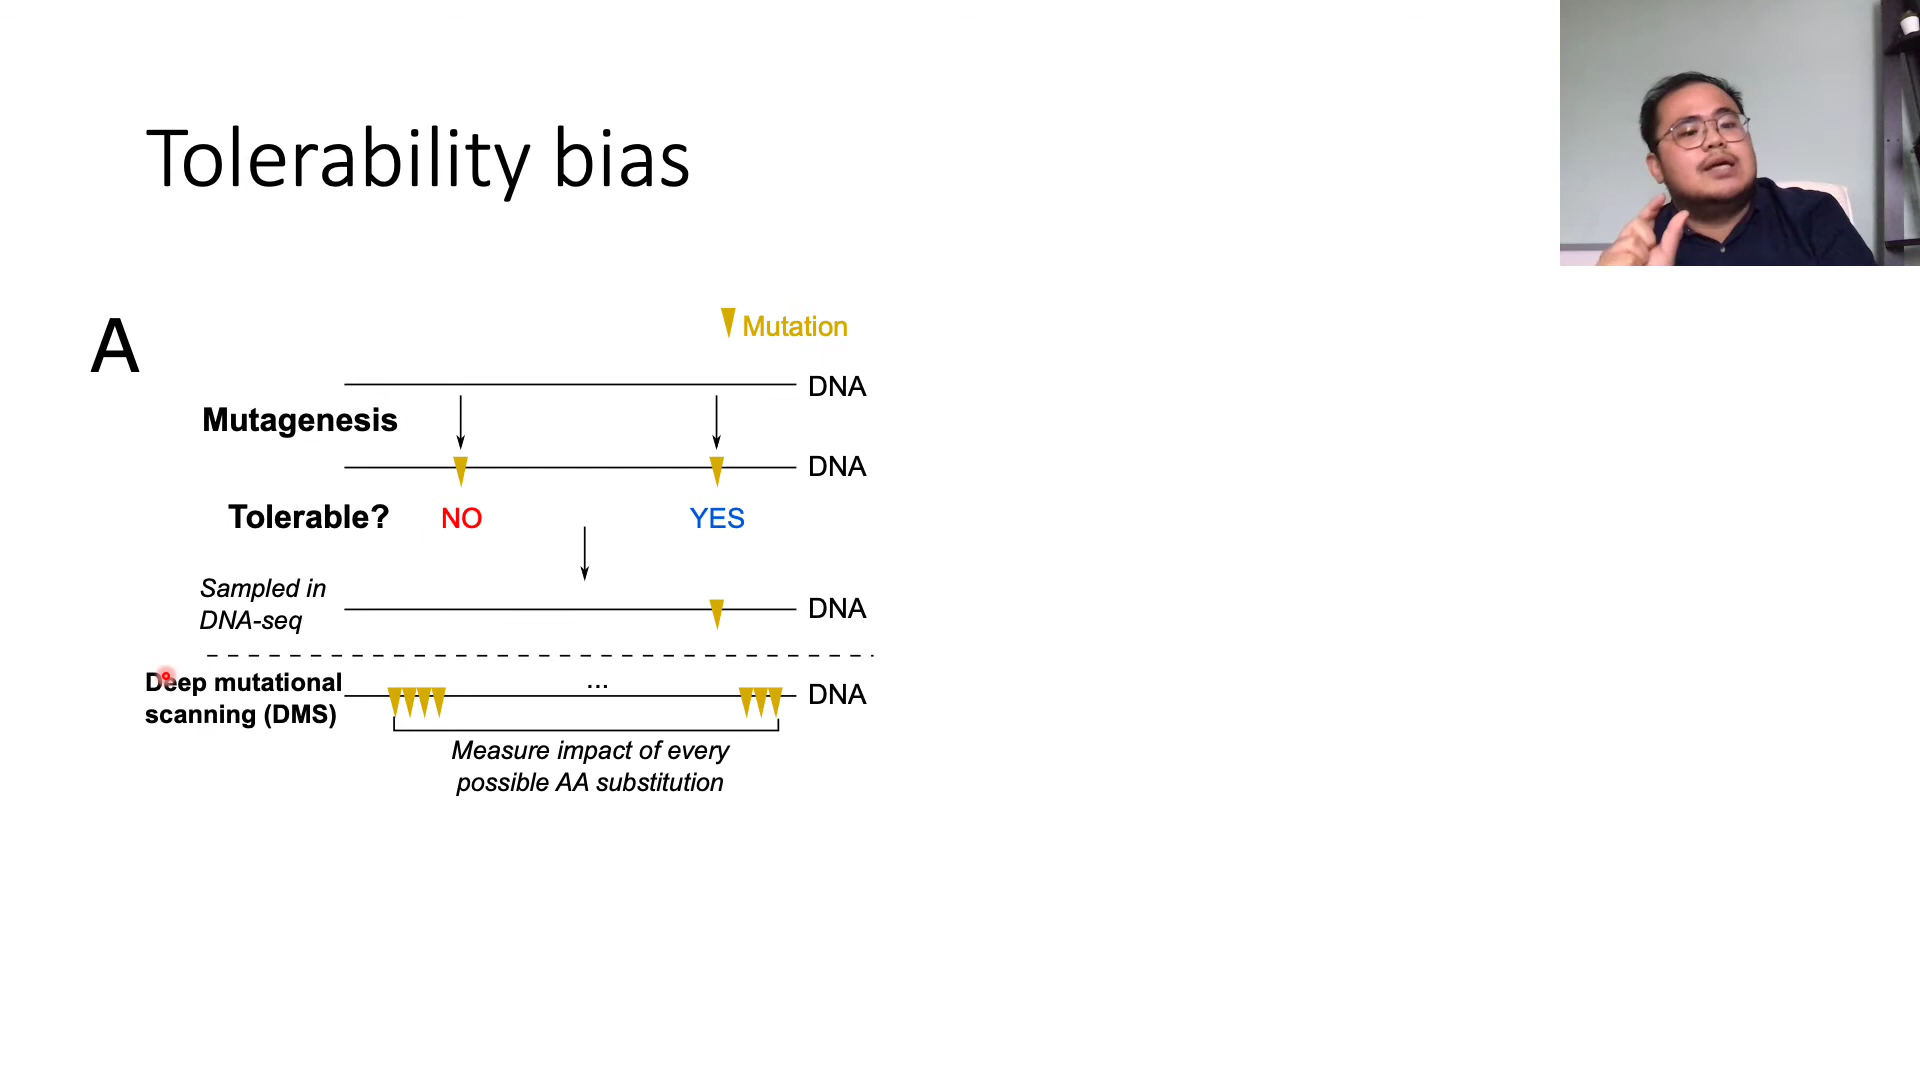 Tolerability bias
A
Mutation
DNA
Mutagenesis
DNA
Tolerable?
NO
YES
Sampled in
DNA-seq
DNA
Deep mutational
scanning (DMS)
...
DNA
Measure impact of every
possible AA substitution